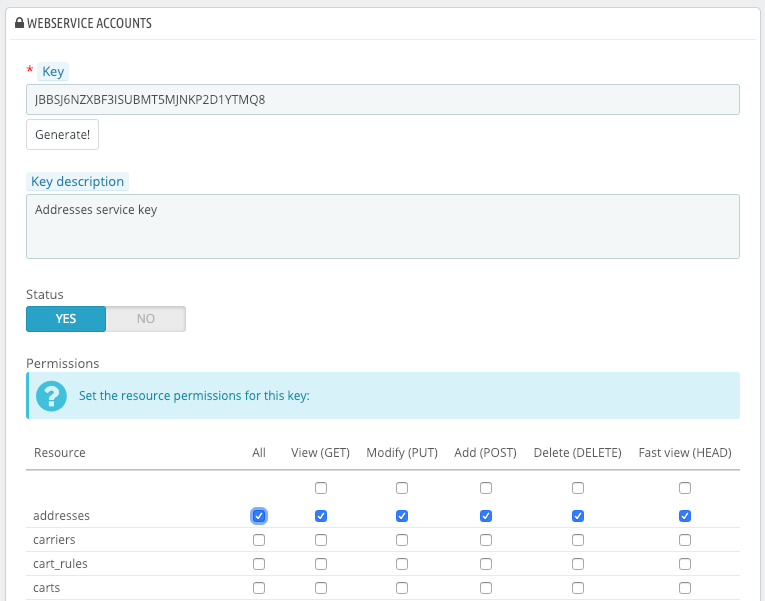 WEBSERVICE ACCOUNTS
* Key
JBBSJ6NZXBF3ISUBMT5MJNKP2D1YTMQ8
Generate!
Key description
Addresses service key
Status
YES NO
Permissions
? Set the resource permissions for this key:
Resource All View (GET) Modify (PUT) Add (POST) Delete (DELETE) Fast view (HEAD)
addresses
carriers
cart_rules
carts